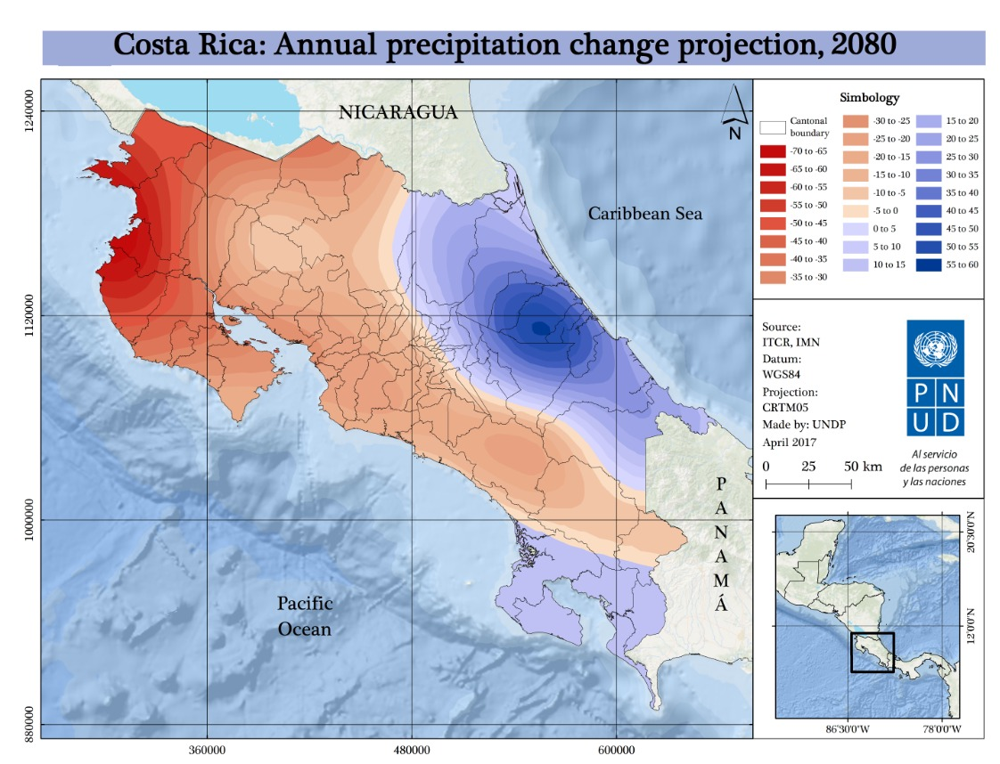 Costa Rica: Annual precipitation change projection, 2080
1240000
1120000
1000000
880000
360000
480000
600000
NICARAGUA
N
Caribbean Sea
Pacific
Ocean
P
A
N
A
M
Á
Simbology
Cantonal
boundary
-70 to -65
-65 to -60
-60 to -55
-55 to -50
-50 to -45
-45 to -40
-40 to -35
-35 to -30
-30 to -25
-25 to -20
-20 to -15
-15 to -10
-10 to -5
-5 to 0
0 to 5
5 to 10
10 to 15
15 to 20
20 to 25
25 to 30
30 to 35
35 to 40
40 to 45
45 to 50
50 to 55
55 to 60
Source:
ITCR, IMN
Datum:
WGS84
Projection:
CRTM05
Made by: UNDP
April 2017
0 25 50 km
P N
U D
Al servicio
de las personas
y las naciones
20°30'0"N
12°0'0"N
86°30'0"W
78°0'0"W